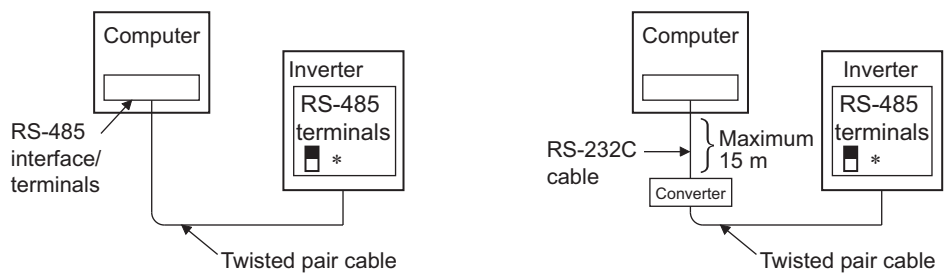 Computer
Inverter
RS-485
terminals
*
RS-485
interface/
terminals
Twisted pair cable
Computer
Inverter
RS-485
terminals
*
RS-232C
cable
Maximum
15 m
Converter
Twisted pair cable